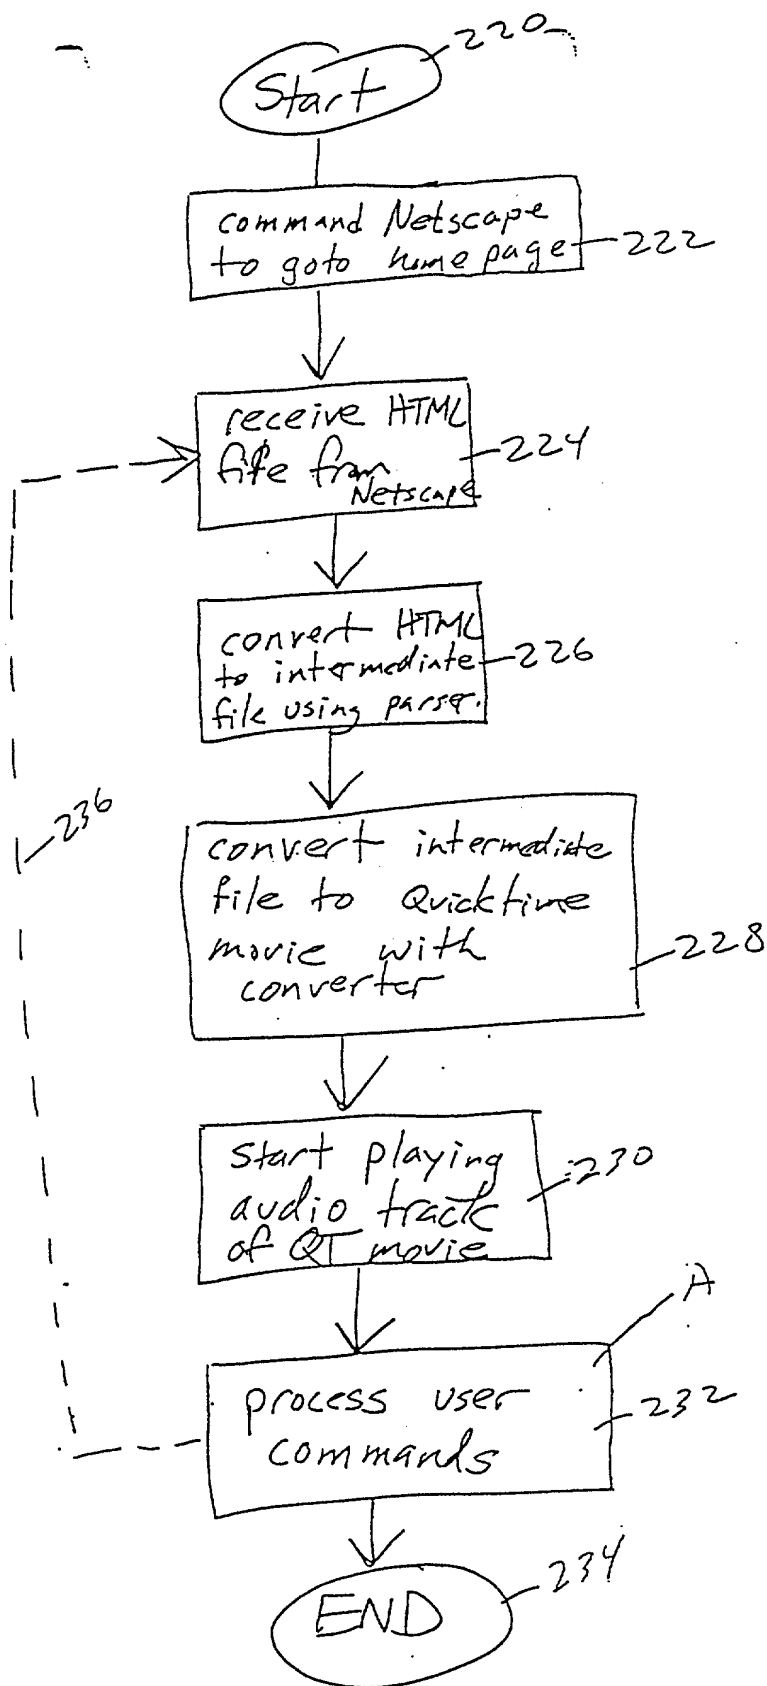 220
Start
command Netscape
to goto home page
222
receive HTML
file from
Netscape
224
convert HTML
to intermediate
file using parser.
226
236
convert intermediate
file to Quicktime
movie with
converter
228
start playing
audio track
of QT movie
230
A
process user
commands
232
END
234